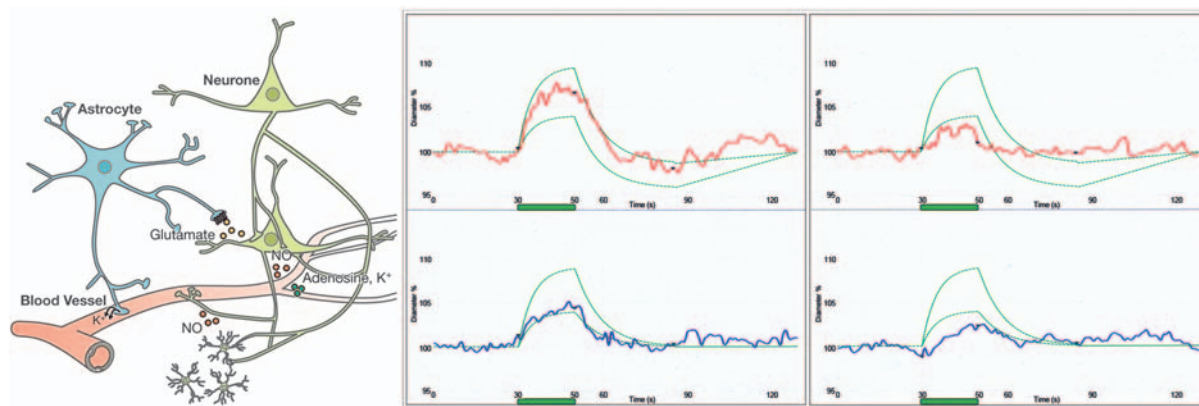 Neurone
Astrocyte
Glutamate
NO
Adenosine, K⁺
Blood Vessel
K⁺
NO
Diameter %
110
105
100
95
0 30 50 60 90 120
Time (s)
Diameter %
110
105
100
95
0 30 50 60 90 120
Time (s)
Diameter %
110
105
100
95
0 30 50 60 90 120
Time (s)
Diameter %
110
105
100
95
0 30 50 60 90 120
Time (s)